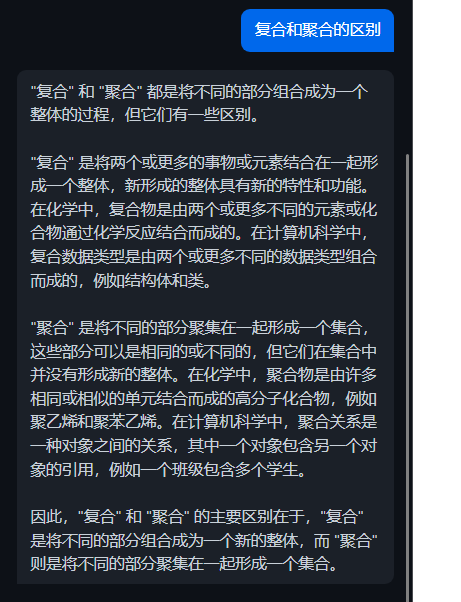 复合和聚合的区别
"复合" 和 "聚合" 都是将不同的部分组合成为一个
整体的过程，但它们有一些区别。
"复合" 是将两个或更多的事物或元素结合在一起形
成一个整体，新形成的整体具有新的特性和功能。
在化学中，复合物是由两个或更多不同的元素或化
合物通过化学反应结合而成的。在计算机科学中，
复合数据类型是由两个或更多不同的数据类型组合
而成的，例如结构体和类。
"聚合" 是将不同的部分聚集在一起形成一个集合，
这些部分可以是相同的或不同的，但它们在集合中
并没有形成新的整体。在化学中，聚合物是由许多
相同或相似的单元结合而成的高分子化合物，例如
聚乙烯和聚苯乙烯。在计算机科学中，聚合关系是
一种对象之间的关系，其中一个对象包含另一个对
象的引用，例如一个班级包含多个学生。
因此，"复合" 和 "聚合" 的主要区别在于，"复合"
是将不同的部分组合成为一个新的整体，而 "聚合"
则是将不同的部分聚集在一起形成一个集合。